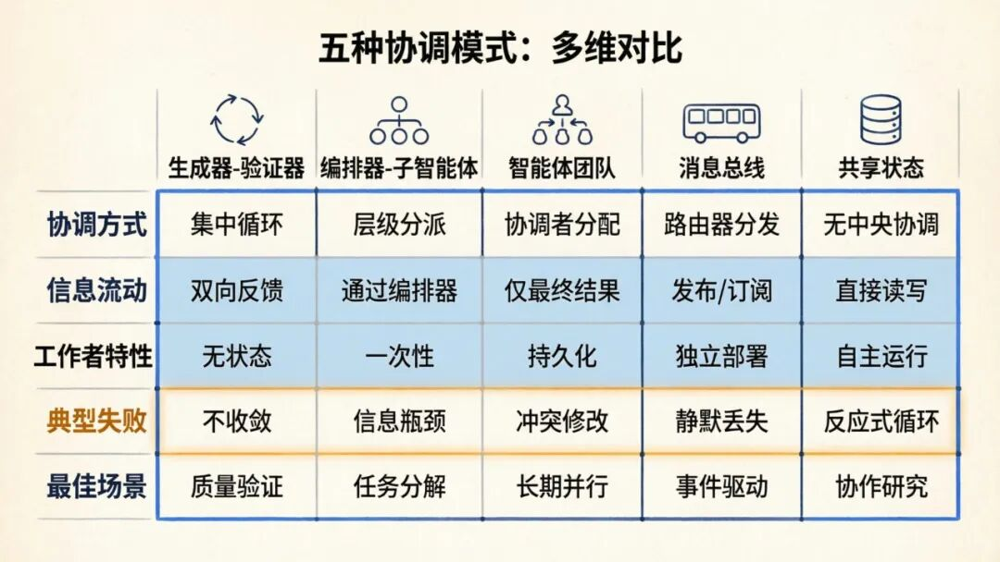 五种协调模式：多维对比
生成器-验证器 编排器-子智能体 智能体团队 消息总线 共享状态
协调方式 集中循环 层级分派 协调者分配 路由器分发 无中央协调
信息流动 双向反馈 通过编排器 仅最终结果 发布/订阅 直接读写
工作者特性 无状态 一次性 持久化 独立部署 自主运行
典型失败 不收敛 信息瓶颈 冲突修改 静默丢失 反应式循环
最佳场景 质量验证 任务分解 长期并行 事件驱动 协作研究